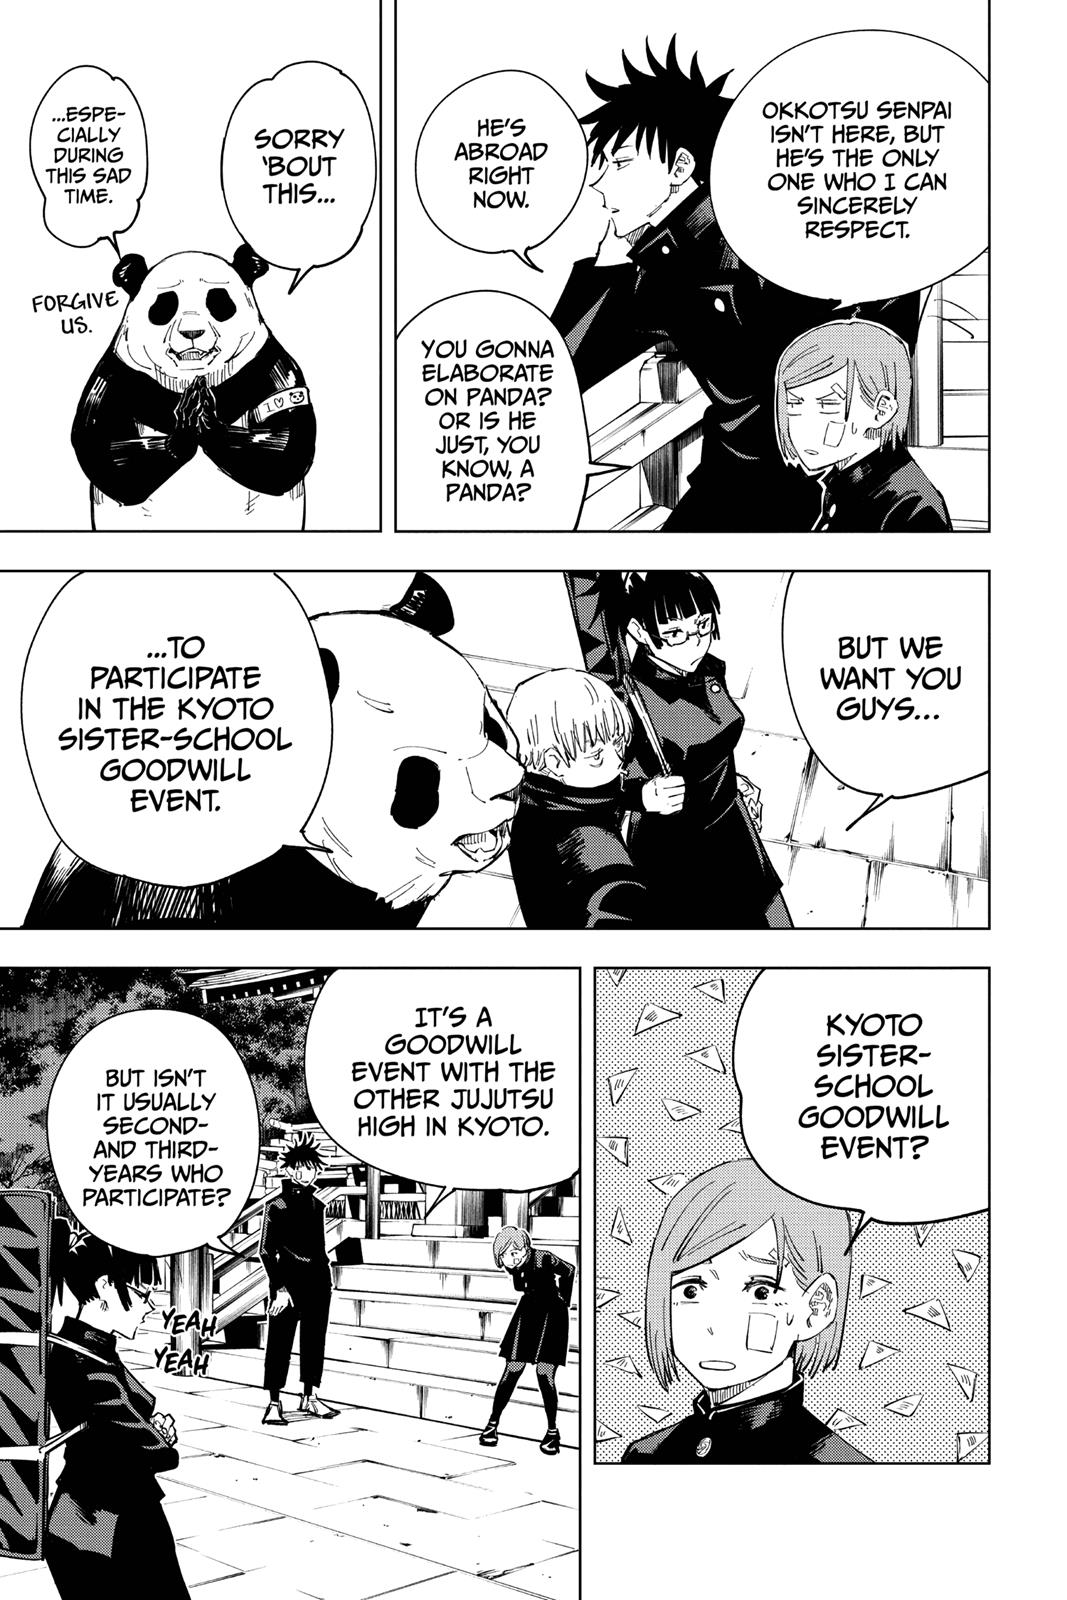 OKKOTSU SENPAI
ISN'T HERE, BUT
HE'S THE ONLY
ONE WHO I CAN
SINCERELY
RESPECT.
HE'S
ABROAD
RIGHT
NOW.
YOU GONNA
ELABORATE
ON PANDA?
OR IS HE
JUST, YOU
KNOW, A
PANDA?
SORRY
'BOUT
THIS...
...ESPE-
CIALLY
DURING
THIS SAD
TIME.
FORGIVE
US.
I ♡
BUT WE
WANT YOU
GUYS...
...TO
PARTICIPATE
IN THE KYOTO
SISTER-SCHOOL
GOODWILL
EVENT.
KYOTO
SISTER-
SCHOOL
GOODWILL
EVENT?
IT'S A
GOODWILL
EVENT WITH THE
OTHER JUJUTSU
HIGH IN KYOTO.
BUT ISN'T
IT USUALLY
SECOND-
AND THIRD-
YEARS WHO
PARTICIPATE?
YEAH
YEAH